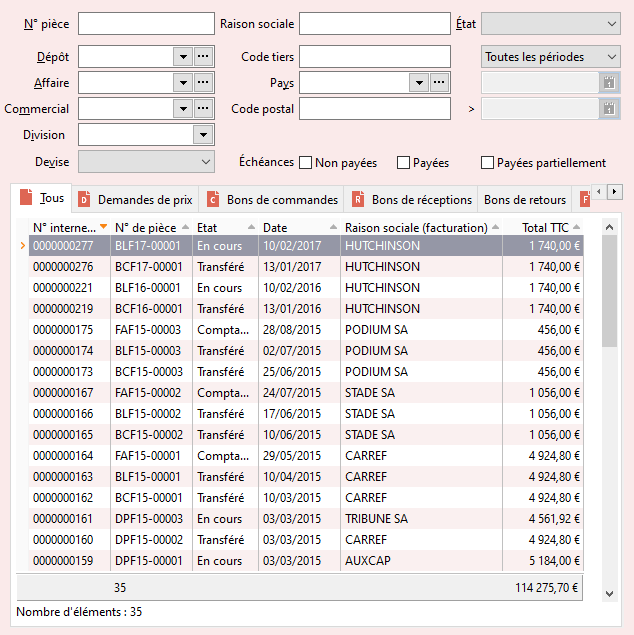 N° pièce Raison sociale État
Dépôt Code tiers Toutes les périodes
Affaire Pays
Commercial Code postal >
Division
Devise Échéances Non payées Payées Payées partiellement
Tous Demandes de prix Bons de commandes Bons de réceptions Bons de retours
N° interne... N° de pièce Etat Date Raison sociale (facturation) Total TTC
0000000277 BLF17-00001 En cours 10/02/2017 HUTCHINSON 1 740,00 €
0000000276 BCF17-00001 Transféré 13/01/2017 HUTCHINSON 1 740,00 €
0000000221 BLF16-00001 En cours 10/02/2016 HUTCHINSON 1 740,00 €
0000000219 BCF16-00001 Transféré 13/01/2016 HUTCHINSON 1 740,00 €
0000000175 FAF15-00003 Compta... 28/08/2015 PODIUM SA 456,00 €
0000000174 BLF15-00003 Transféré 02/07/2015 PODIUM SA 456,00 €
0000000173 BCF15-00003 Transféré 25/06/2015 PODIUM SA 456,00 €
0000000167 FAF15-00002 Compta... 24/07/2015 STADE SA 1 056,00 €
0000000166 BLF15-00002 Transféré 17/06/2015 STADE SA 1 056,00 €
0000000165 BCF15-00002 Transféré 10/06/2015 STADE SA 1 056,00 €
0000000164 FAF15-00001 Compta... 29/05/2015 CARREF 4 924,80 €
0000000163 BLF15-00001 Transféré 10/04/2015 CARREF 4 924,80 €
0000000162 BCF15-00001 Transféré 10/03/2015 CARREF 4 924,80 €
0000000161 DPF15-00003 En cours 03/03/2015 TRIBUNE SA 4 561,92 €
0000000160 DPF15-00002 Transféré 03/03/2015 CARREF 4 924,80 €
0000000159 DPF15-00001 En cours 03/03/2015 AUXCAP 5 184,00 €
35 114 275,70 €
Nombre d'éléments : 35